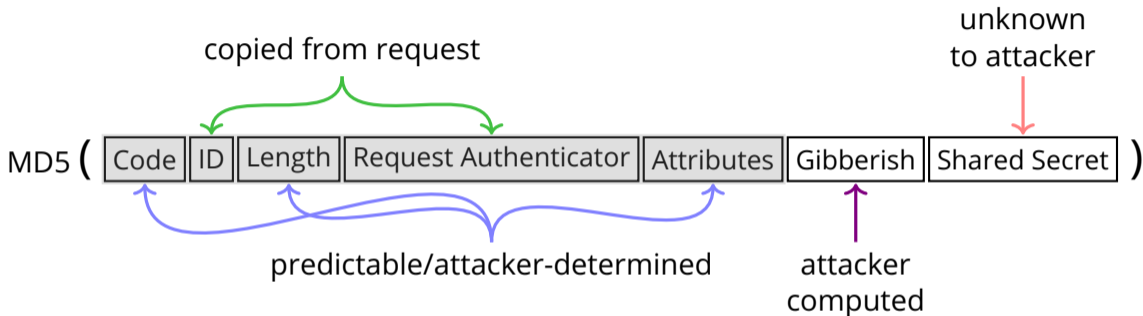 unknown
to attacker
copied from request
MD5 ( Code ID Length Request Authenticator Attributes Gibberish Shared Secret )
predictable/attacker-determined
attacker
computed